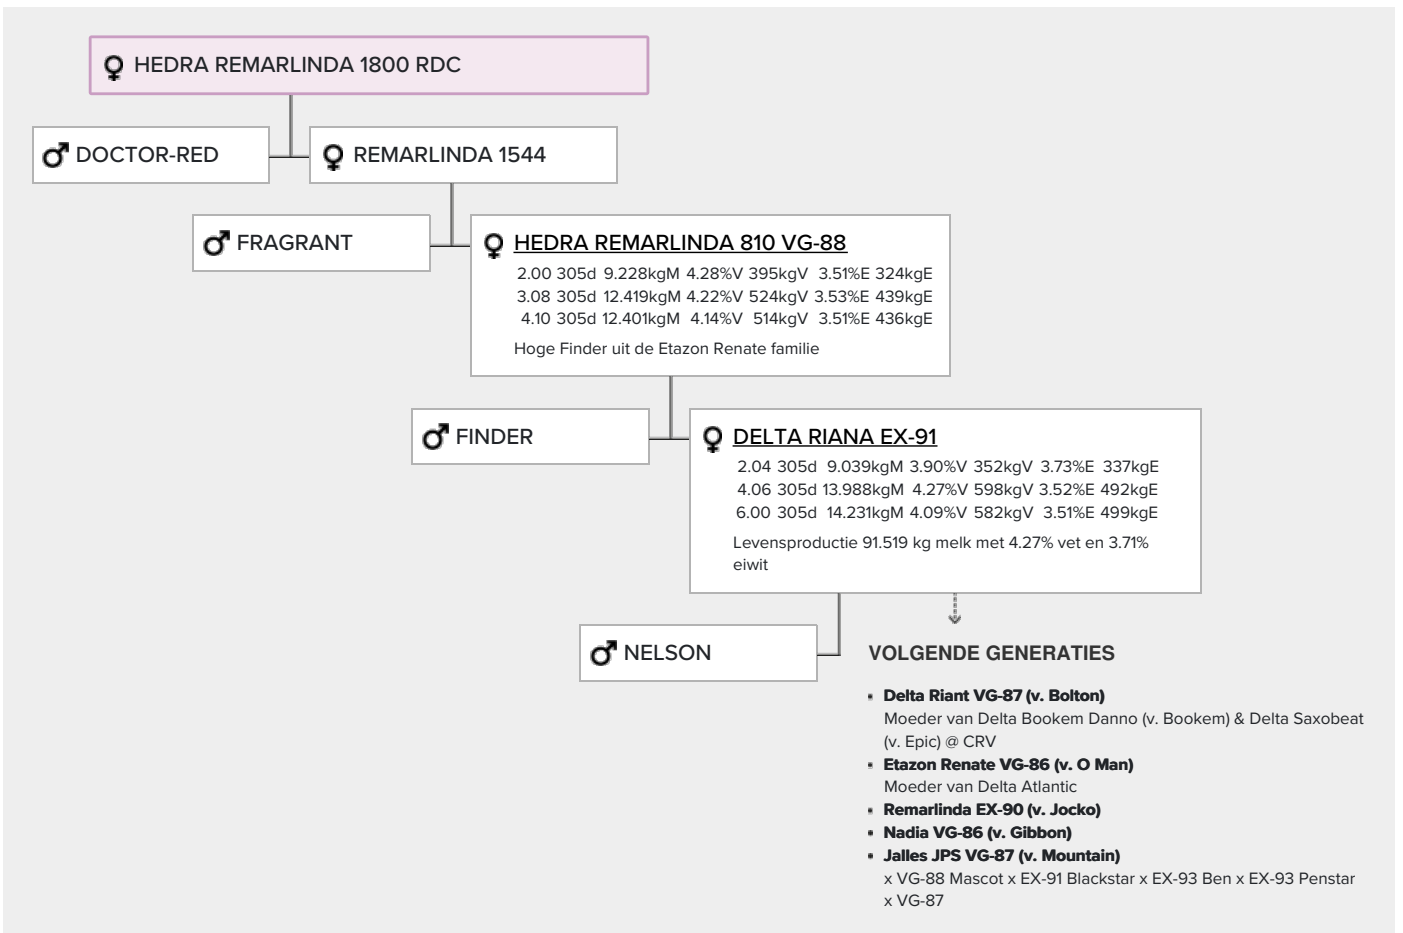 HEDRA REMARLINDA 1800 RDC
DOCTOR-RED
REMARLINDA 1544
FRAGRANT
HEDRA REMARLINDA 810 VG-88
2.00 305d 9.228kgM 4.28%V 395kgV 3.51%E 324kgE
3.08 305d 12.419kgM 4.22%V 524kgV 3.53%E 439kgE
4.10 305d 12.401kgM 4.14%V 514kgV 3.51%E 436kgE
Hoge Finder uit de Etazon Renate familie
FINDER
DELTA RIANA EX-91
2.04 305d 9.039kgM 3.90%V 352kgV 3.73%E 337kgE
4.06 305d 13.988kgM 4.27%V 598kgV 3.52%E 492kgE
6.00 305d 14.231kgM 4.09%V 582kgV 3.51%E 499kgE
Levensproductie 91.519 kg melk met 4.27% vet en 3.71%
eiwit
NELSON
VOLGENDE GENERATIES
Delta Riant VG-87 (v. Bolton)
Moeder van Delta Bookem Danno (v. Bookem) & Delta Saxobeat
(v. Epic) @ CRV
Etazon Renate VG-86 (v. O Man)
Moeder van Delta Atlantic
Remarlinda EX-90 (v. Jocko)
Nadia VG-86 (v. Gibbon)
Jalles JPS VG-87 (v. Mountain)
x VG-88 Mascot x EX-91 Blackstar x EX-93 Ben x EX-93 Penstar
x VG-87